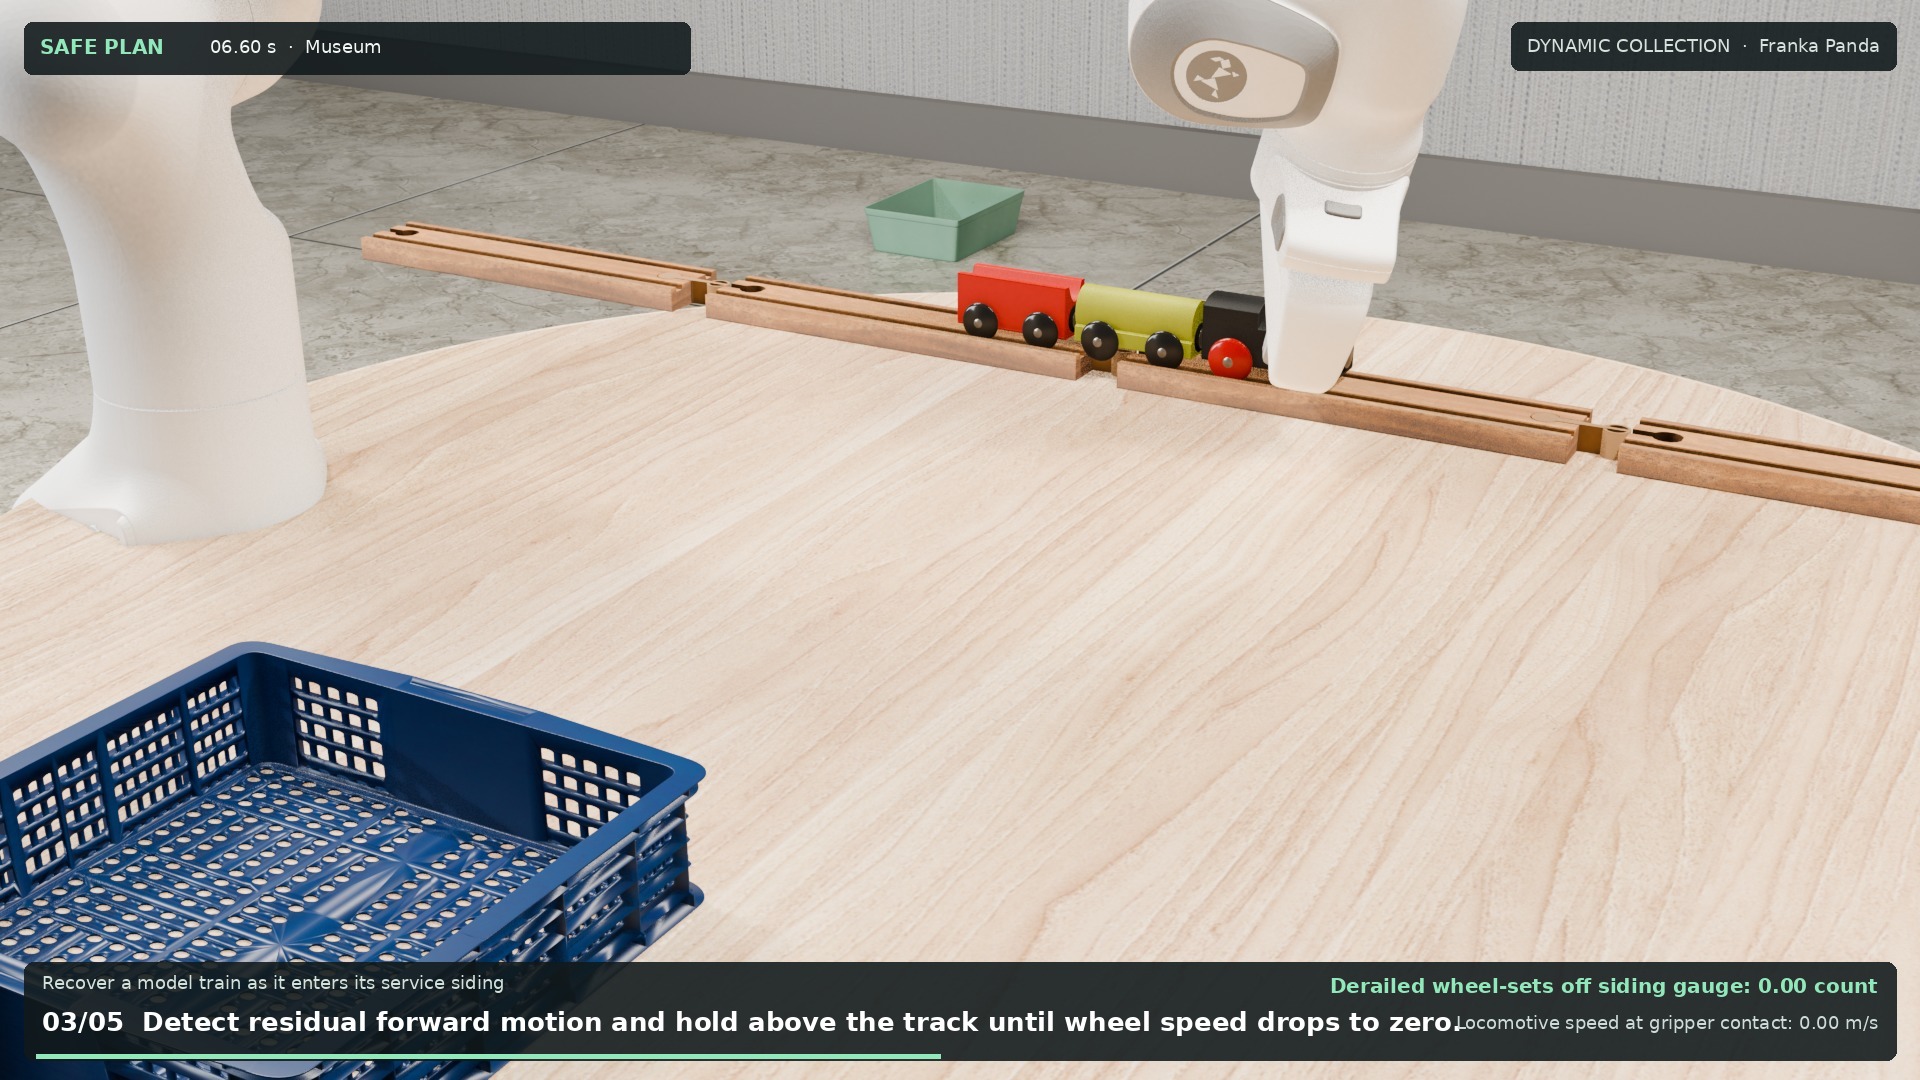 SAFE PLAN 06.60 s · Museum
DYNAMIC COLLECTION · Franka Panda
Recover a model train as it enters its service siding
Derailed wheel-sets off siding gauge: 0.00 count
03/05 Detect residual forward motion and hold above the track until wheel speed drops to zero.
Locomotive speed at gripper contact: 0.00 m/s